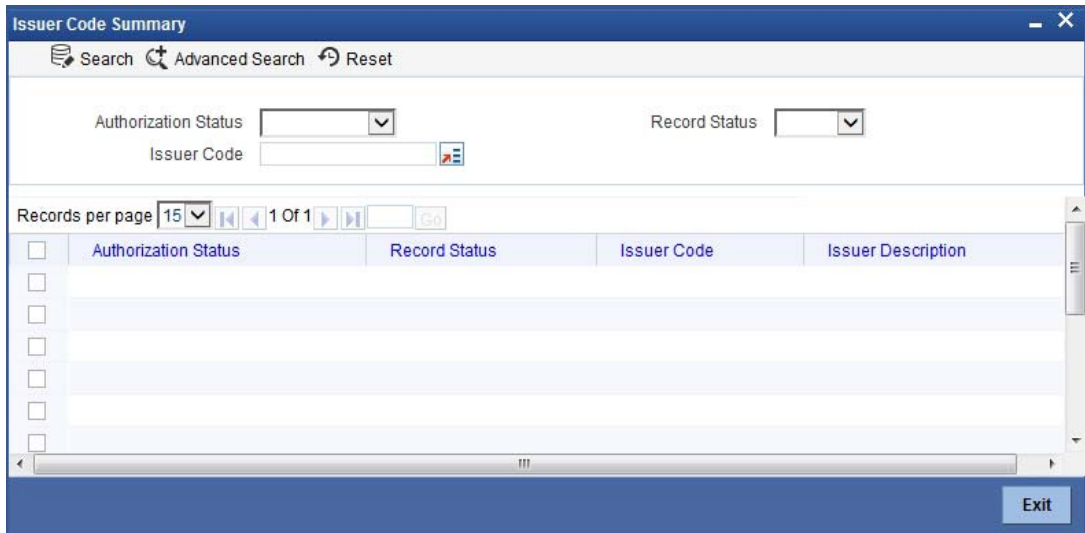 Issuer Code Summary
Search Advanced Search Reset
Authorization Status Record Status
Issuer Code
Records per page 15 1 Of 1 Go
Authorization Status Record Status Issuer Code Issuer Description
Exit